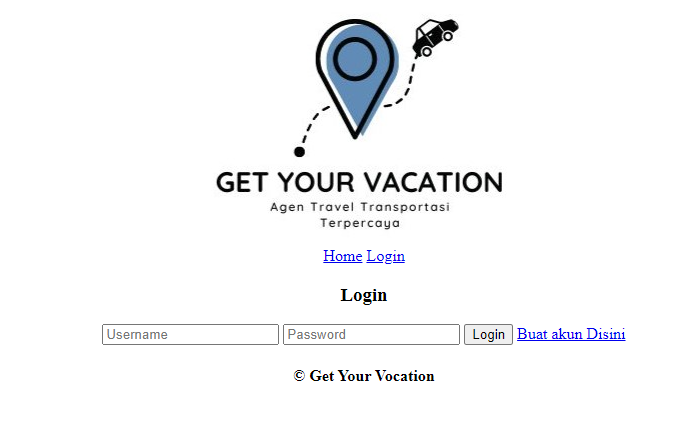 GET YOUR VACATION
Agen Travel Transportasi
Terpercaya
Home Login
Login
Username Password Login Buat akun Disini
© Get Your Vocation